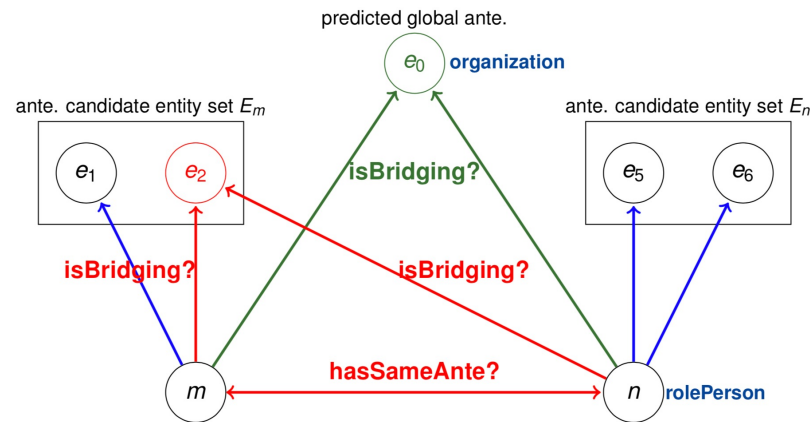 predicted global ante.
e0 organization
ante. candidate entity set Em
ante. candidate entity set En
e1 e2 isBridging? e5 e6
isBridging? isBridging?
hasSameAnte?
m n rolePerson